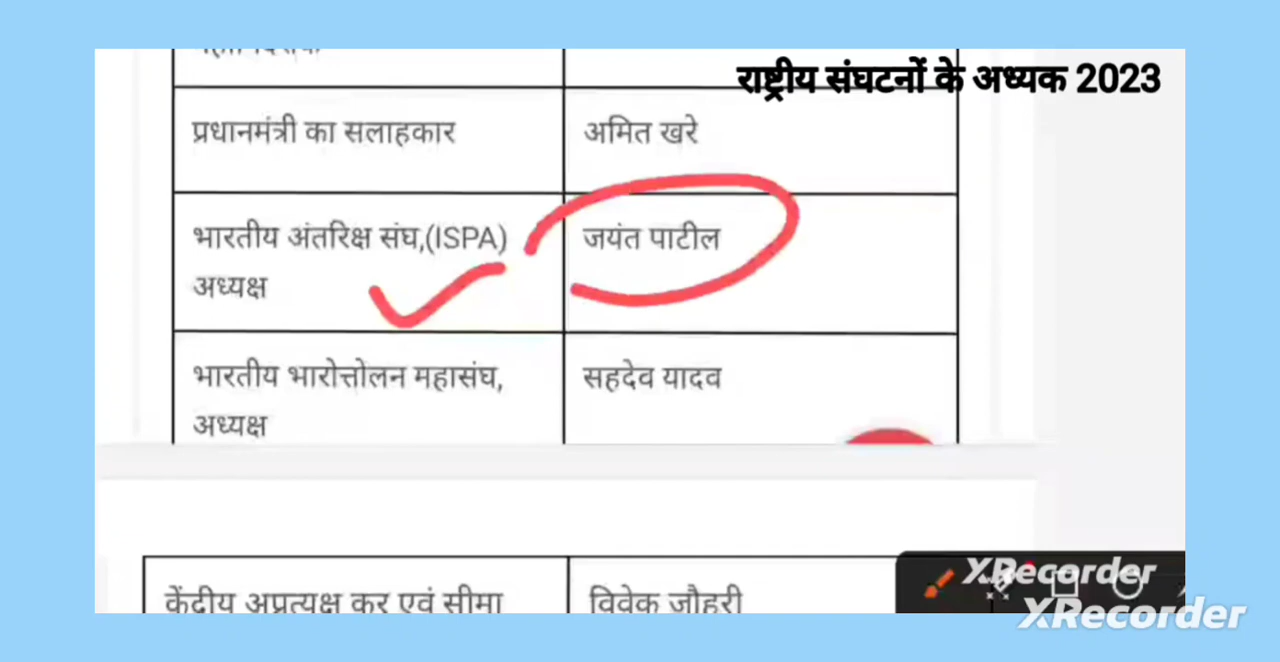 राष्ट्रीय संघटनों के अध्यक 2023
प्रधानमंत्री का सलाहकार अमित खरे
भारतीय अंतरिक्ष संघ,(ISPA) जयंत पाटील
अध्यक्ष
भारतीय भारोत्तोलन महासंघ, सहदेव यादव
अध्यक्ष
केंद्रीय अप्रत्यक्ष कर एवं सीमा विवेक जौहरी
XRecorder
XRecorder